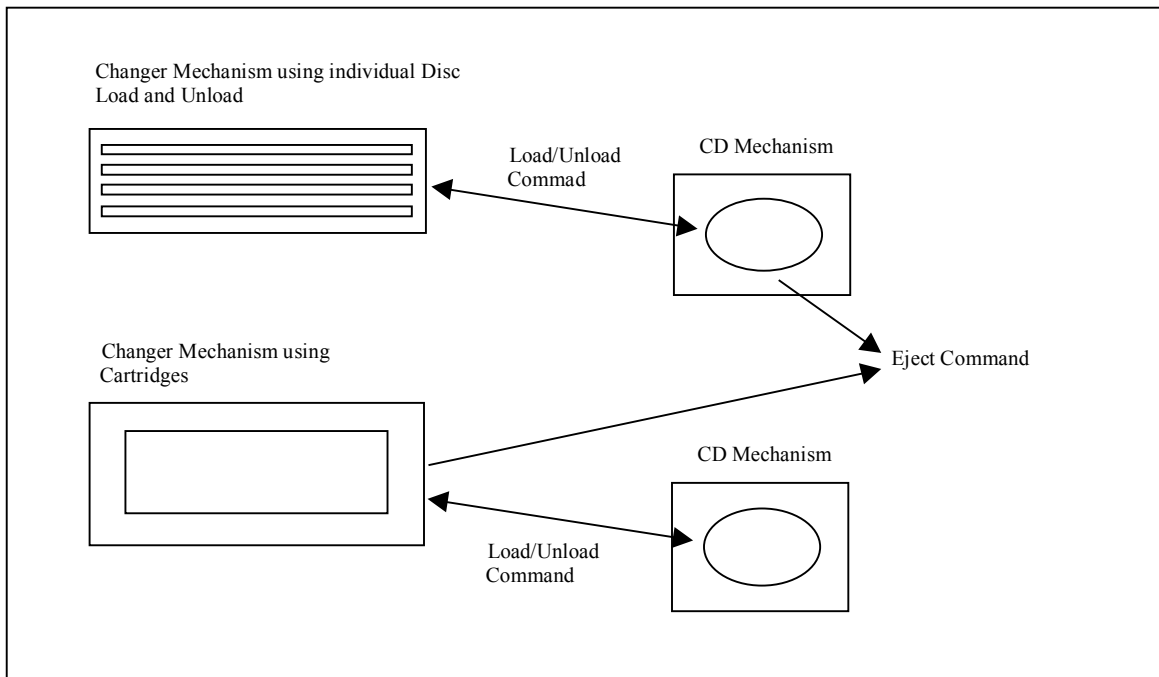 Changer Mechanism using individual Disc
Load and Unload
Load/Unload
Commad
CD Mechanism
Changer Mechanism using
Cartridges
Eject Command
CD Mechanism
Load/Unload
Command